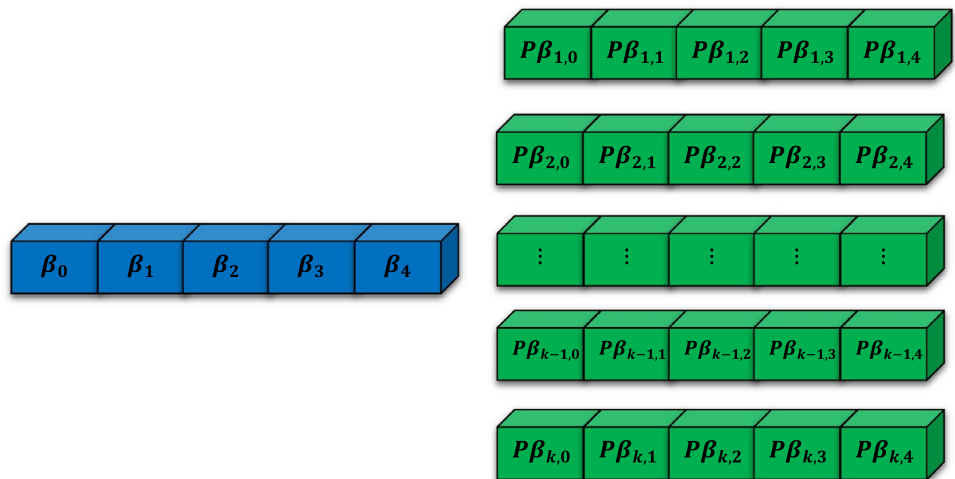 Pβ₁,₀ Pβ₁,₁ Pβ₁,₂ Pβ₁,₃ Pβ₁,₄
Pβ₂,₀ Pβ₂,₁ Pβ₂,₂ Pβ₂,₃ Pβ₂,₄
β₀ β₁ β₂ β₃ β₄
⋮ ⋮ ⋮ ⋮ ⋮
Pβₖ₋₁,₀ Pβₖ₋₁,₁ Pβₖ₋₁,₂ Pβₖ₋₁,₃ Pβₖ₋₁,₄
Pβₖ,₀ Pβₖ,₁ Pβₖ,₂ Pβₖ,₃ Pβₖ,₄